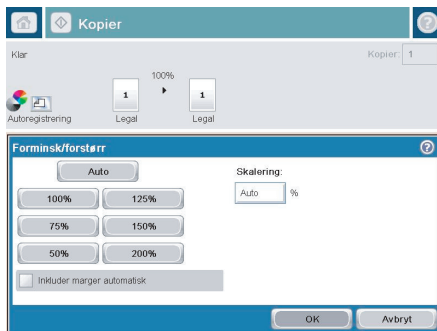 Kopier
Klar
Kopier: 1
100%
1 1
Autoregistrering Legal Legal
Forminsk/forstørr
Auto Skalering:
100% 125% Auto %
75% 150%
50% 200%
Inkluder marger automatisk
OK Avbryt